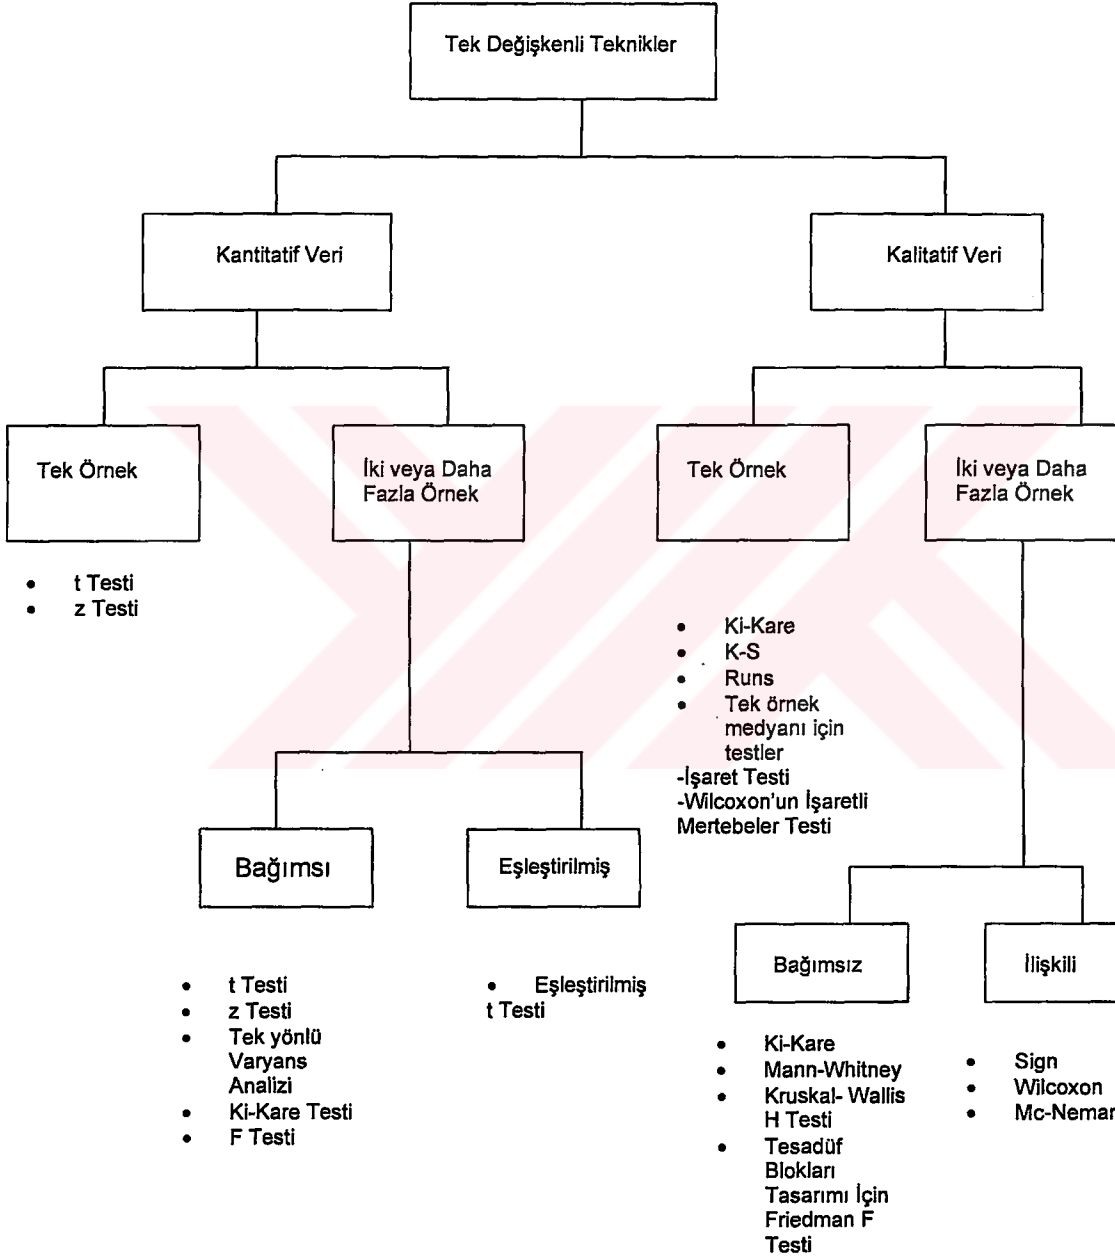 Tek Değişkenli Teknikler
Kantitatif Veri
Kalitatif Veri
Tek Örnek
İki veya Daha
Fazla Örnek
Tek Örnek
İki veya Daha
Fazla Örnek
• t Testi
• z Testi
• Ki-Kare
• K-S
• Runs
• Tek örnek
medyanı için
testler
-İşaret Testi
-Wilcoxon'un İşaretli
Mertebeler Testi
Bağımsı
Eşleştirilmiş
Bağımsız
İlişkili
• t Testi
• z Testi
• Tek yönlü
Varyans
Analizi
• Ki-Kare Testi
• F Testi
• Eşleştirilmiş
t Testi
• Ki-Kare
• Mann-Whitney
• Kruskal- Wallis
H Testi
• Tesadüf
Blokları
Tasarımı İçin
Friedman F
Testi
• Sign
• Wilcoxon
• Mc-Nemar